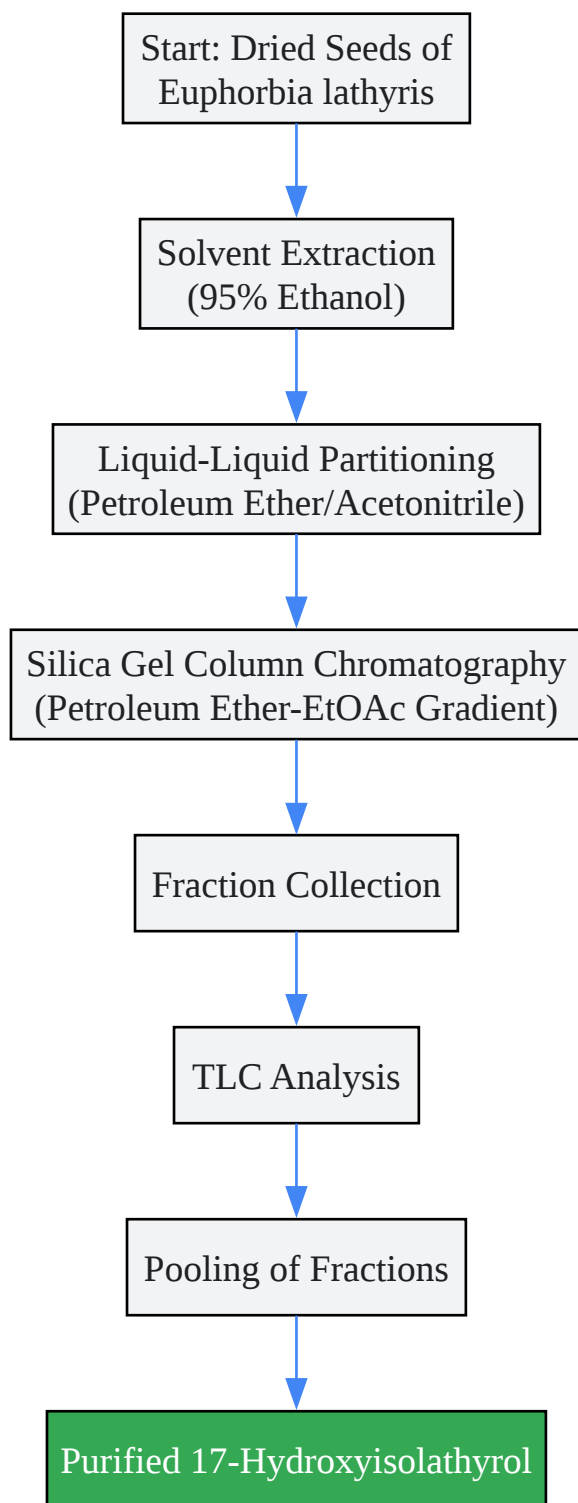 Start: Dried Seeds of
Euphorbia lathyris
Solvent Extraction
(95% Ethanol)
Liquid-Liquid Partitioning
(Petroleum Ether/Acetonitrile)
Silica Gel Column Chromatography
(Petroleum Ether-EtOAc Gradient)
Fraction Collection
TLC Analysis
Pooling of Fractions
Purified 17-Hydroxyisolathyrol